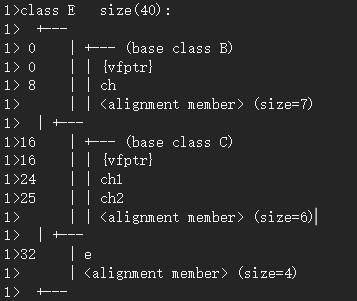 1>class E	size(40):
1>	+---
1> 0	| +--- (base class B)
1> 0	| | {vfptr}
1> 8	| | ch
1>  	| | <alignment member> (size=7)
1>	| +---
1>16	| +--- (base class C)
1>16	| | {vfptr}
1>24	| | ch1
1>25	| | ch2
1>  	| | <alignment member> (size=6)
1>	| +---
1>32	| e
1>  	| <alignment member> (size=4)
1>	+---